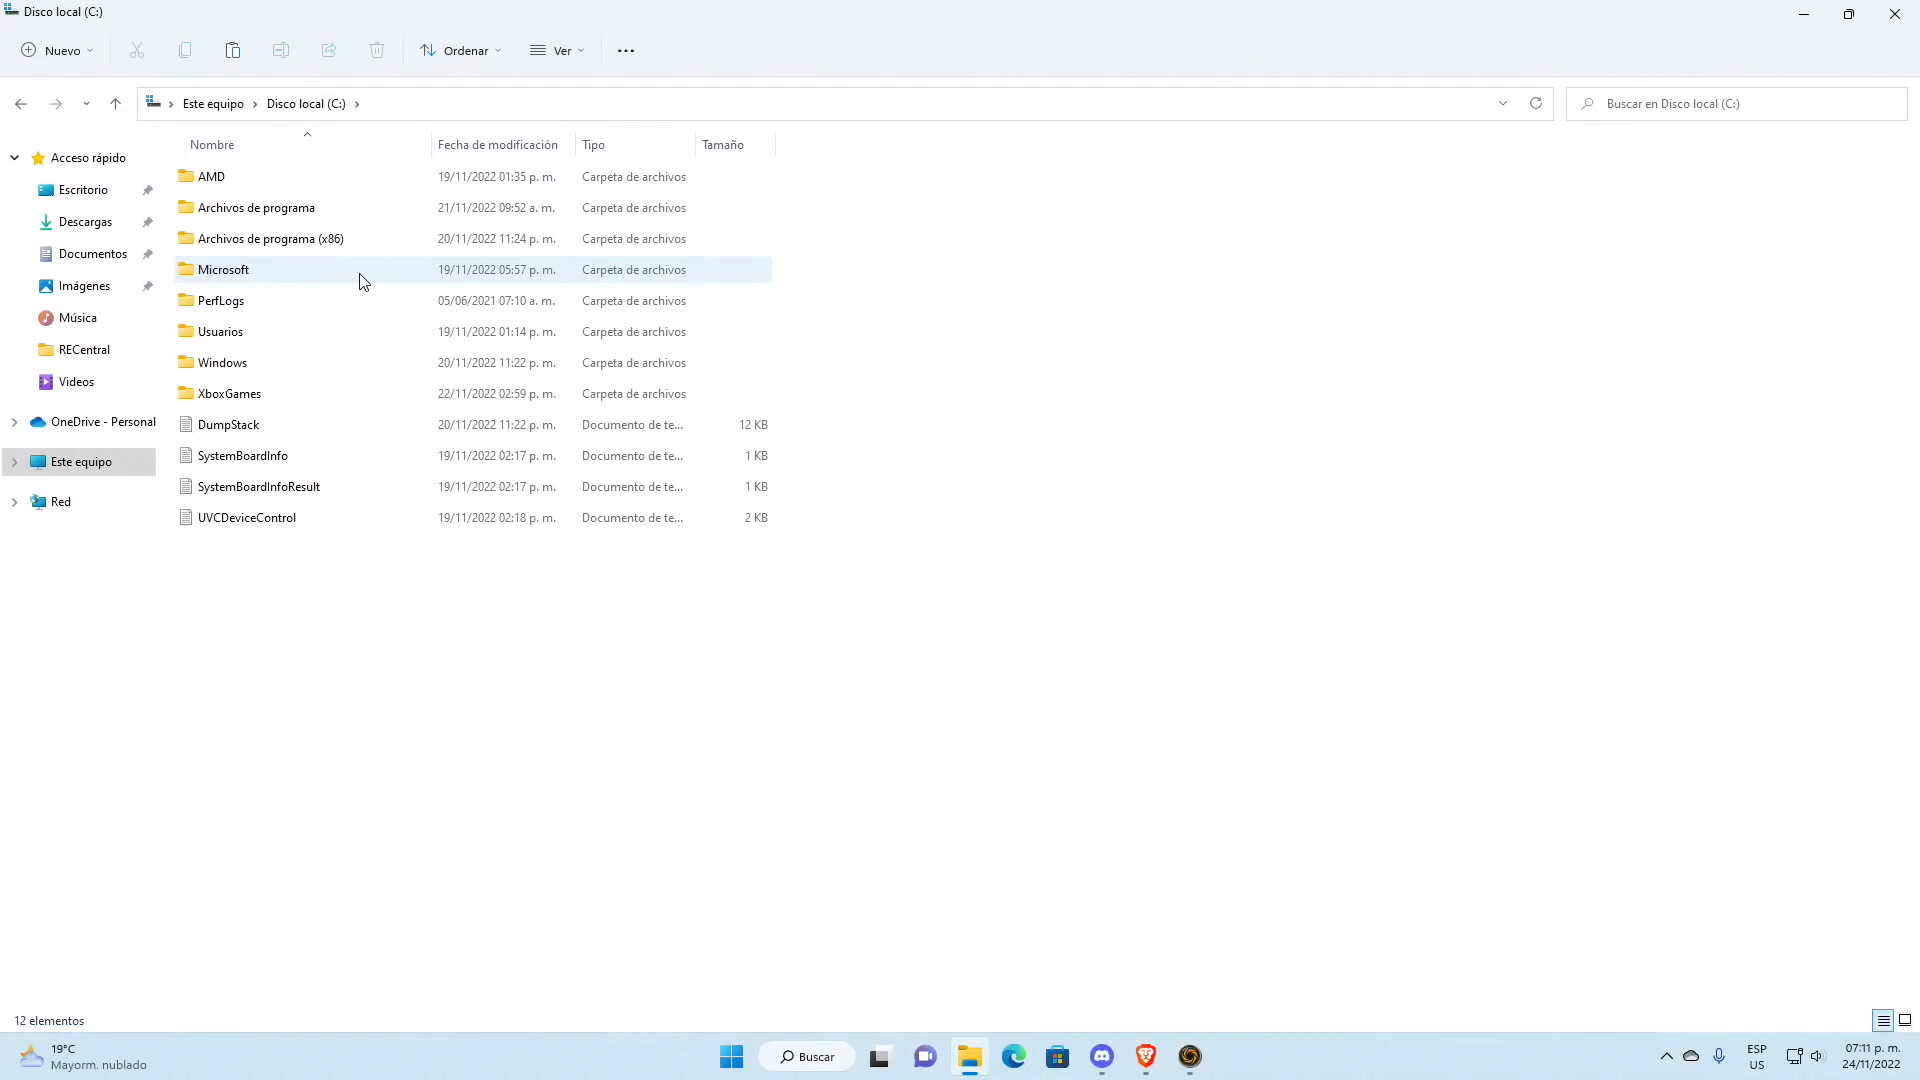 Disco local (C:)
Nuevo
Ordenar
Ver
Este equipo
Disco local (C:)
Buscar en Disco local (C:)
Nombre Fecha de modificación Tipo Tamaño
Acceso rápido
Escritorio
Descargas
Documentos
Imágenes
Música
RECentral
Videos
OneDrive - Personal
Este equipo
Red
AMD 19/11/2022 01:35 p. m. Carpeta de archivos
Archivos de programa 21/11/2022 09:52 a. m. Carpeta de archivos
Archivos de programa (x86) 20/11/2022 11:24 p. m. Carpeta de archivos
Microsoft 19/11/2022 05:57 p. m. Carpeta de archivos
PerfLogs 05/06/2021 07:10 a. m. Carpeta de archivos
Usuarios 19/11/2022 01:14 p. m. Carpeta de archivos
Windows 20/11/2022 11:22 p. m. Carpeta de archivos
XboxGames 22/11/2022 02:59 p. m. Carpeta de archivos
DumpStack 20/11/2022 11:22 p. m. Documento de te... 12 KB
SystemBoardInfo 19/11/2022 02:17 p. m. Documento de te... 1 KB
SystemBoardInfoResult 19/11/2022 02:17 p. m. Documento de te... 1 KB
UVCDeviceControl 19/11/2022 02:18 p. m. Documento de te... 2 KB
12 elementos
19°C
Mayorm. nublado
Buscar
ESP
US
07:11 p. m.
24/11/2022